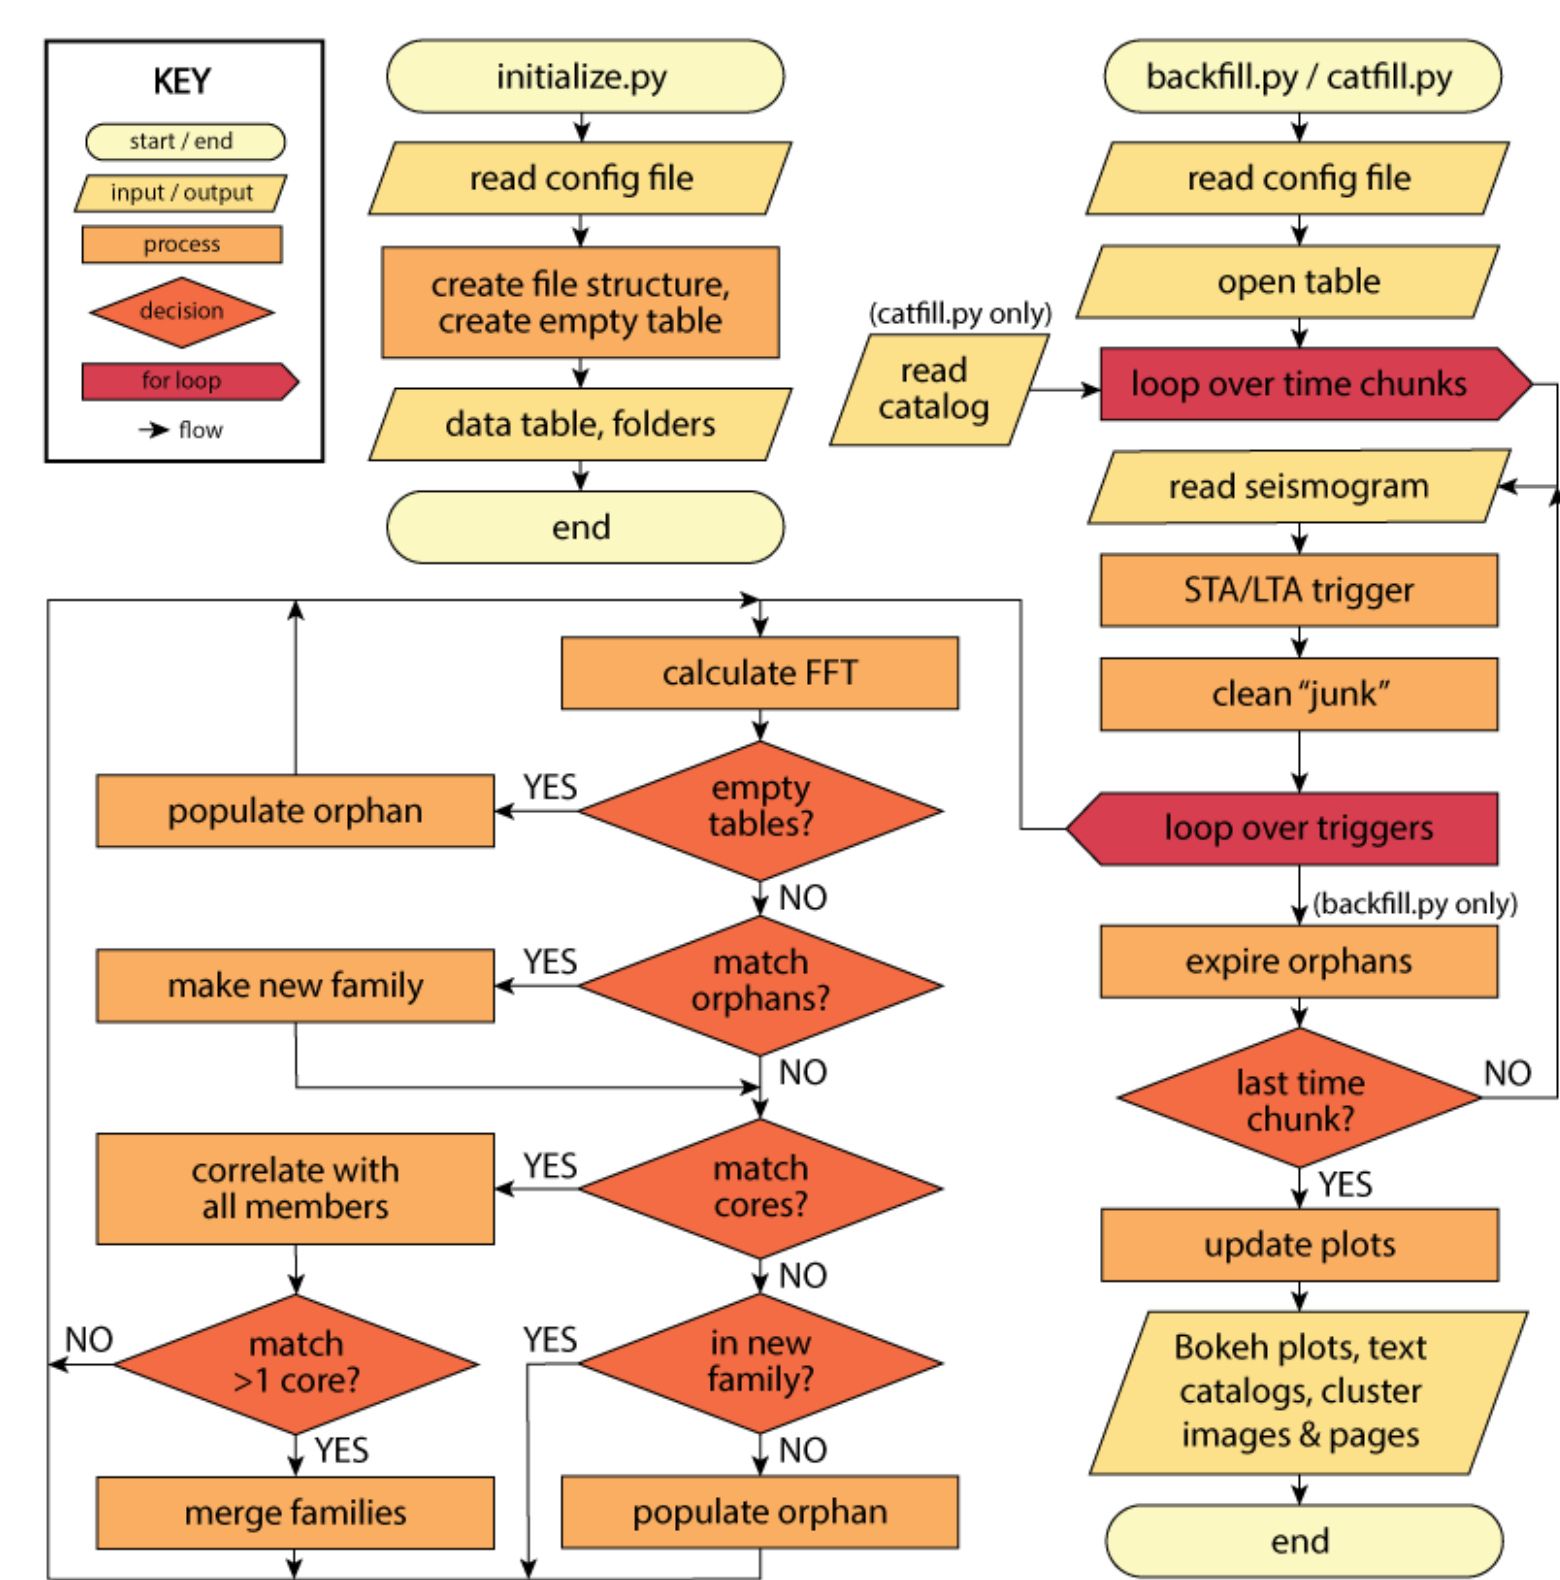 KEY
start / end
input / output
process
decision
for loop
flow
initialize.py
read config file
create file structure,
create empty table
data table, folders
end
backfill.py / catfill.py
read config file
open table
(catfill.py only)
read
catalog
loop over time chunks
read seismogram
STA/LTA trigger
clean “junk”
loop over triggers
(backfill.py only)
expire orphans
last time
chunk?
NO
YES
update plots
Bokeh plots, text
catalogs, cluster
images & pages
end
calculate FFT
empty
tables?
YES
populate orphan
NO
match
orphans?
YES
make new family
NO
match
cores?
YES
correlate with
all members
NO
match
>1 core?
NO
YES
merge families
in new
family?
YES
NO
populate orphan